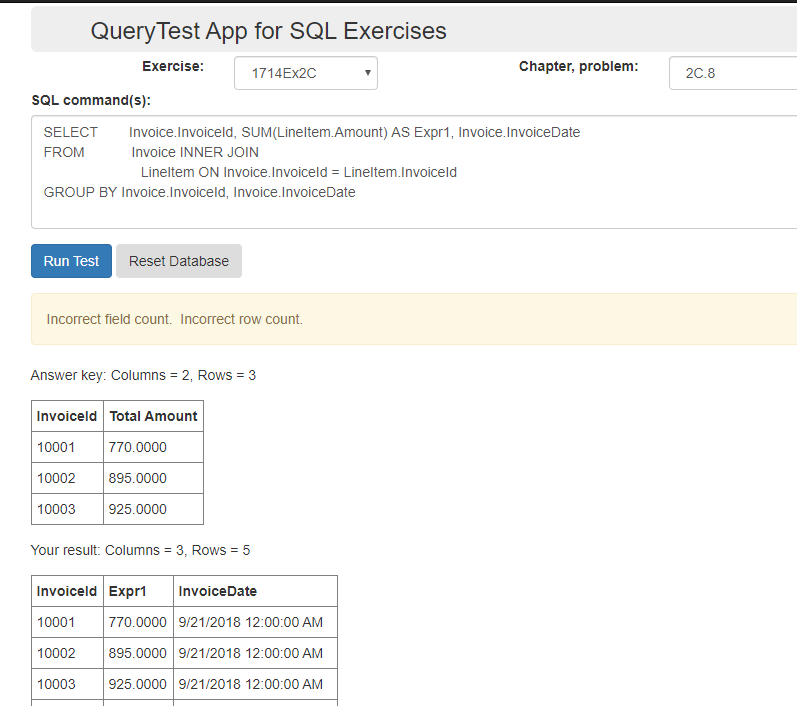 QueryTest App for SQL Exercises
Exercise: 1714Ex2C Chapter, problem: 2C.8
SQL command(s):
SELECT Invoice.InvoiceId, SUM(LineItem.Amount) AS Expr1, Invoice.InvoiceDate
FROM Invoice INNER JOIN
LineItem ON Invoice.InvoiceId = LineItem.InvoiceId
GROUP BY Invoice.InvoiceId, Invoice.InvoiceDate
Run Test Reset Database
Incorrect field count. Incorrect row count.
Answer key: Columns = 2, Rows = 3
InvoiceId Total Amount
10001 770.0000
10002 895.0000
10003 925.0000
Your result: Columns = 3, Rows = 5
InvoiceId Expr1 InvoiceDate
10001 770.0000 9/21/2018 12:00:00 AM
10002 895.0000 9/21/2018 12:00:00 AM
10003 925.0000 9/21/2018 12:00:00 AM